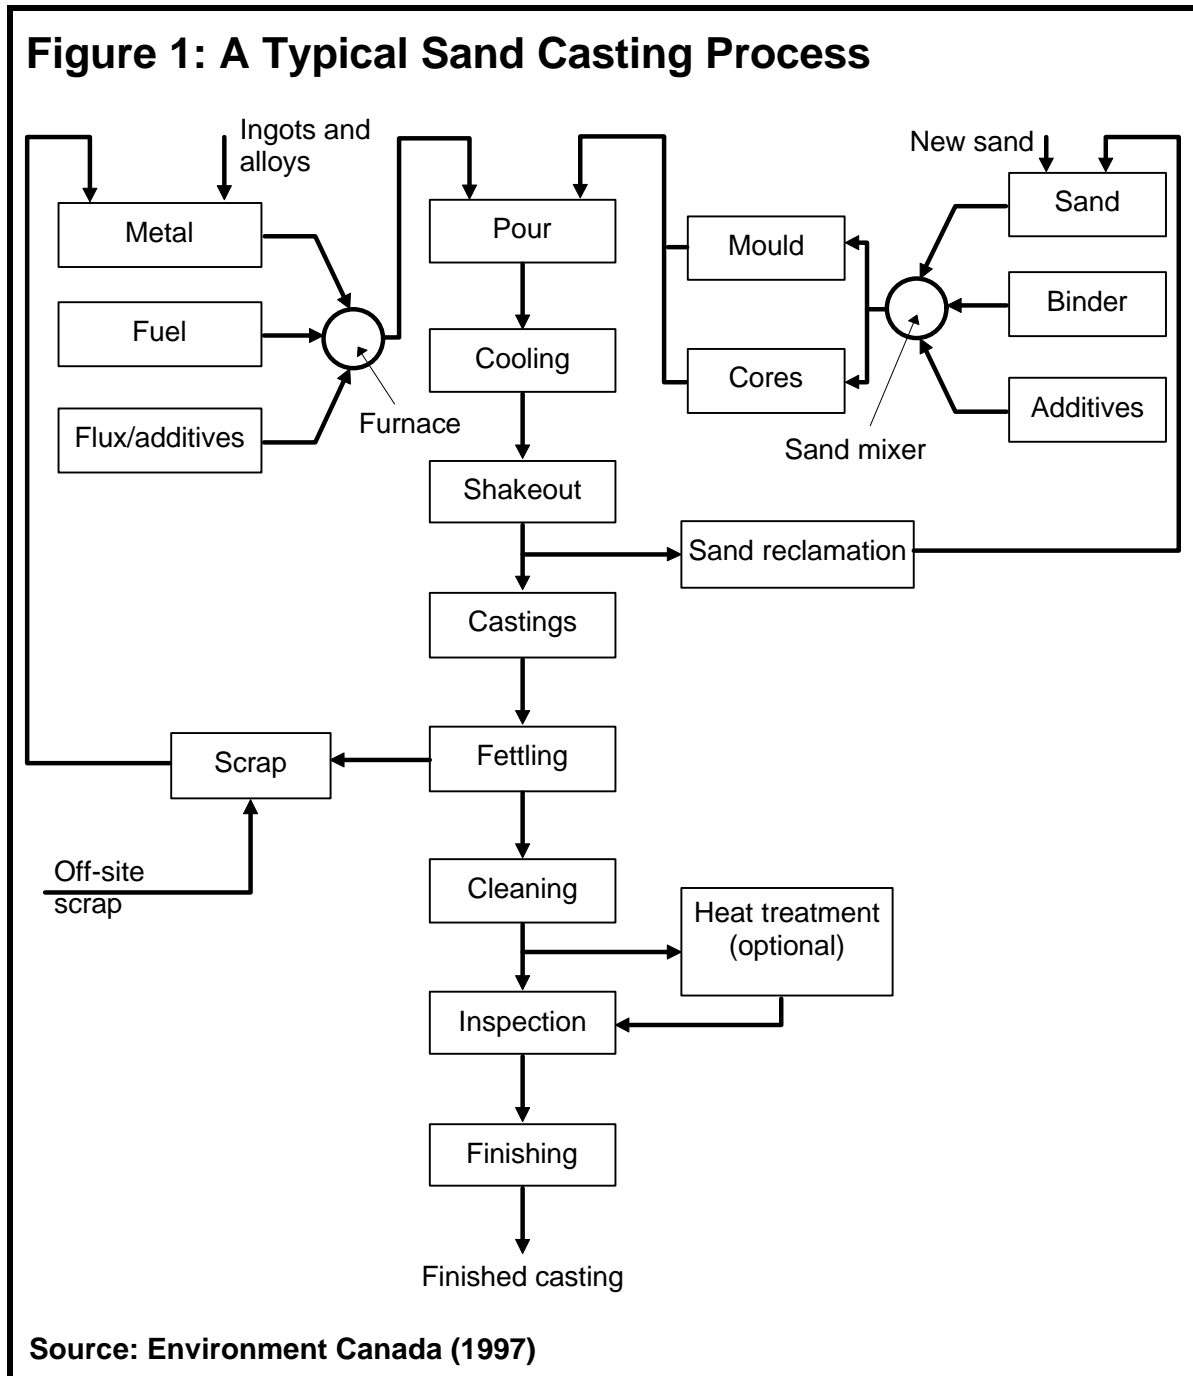 Figure 1: A Typical Sand Casting Process
Ingots and
alloys
New sand
Metal
Pour
Mould
Sand
Fuel
Cooling
Cores
Binder
Flux/additives
Furnace
Sand mixer
Additives
Shakeout
Sand reclamation
Castings
Scrap
Fettling
Off-site
scrap
Cleaning
Heat treatment
(optional)
Inspection
Finishing
Finished casting
Source: Environment Canada (1997)